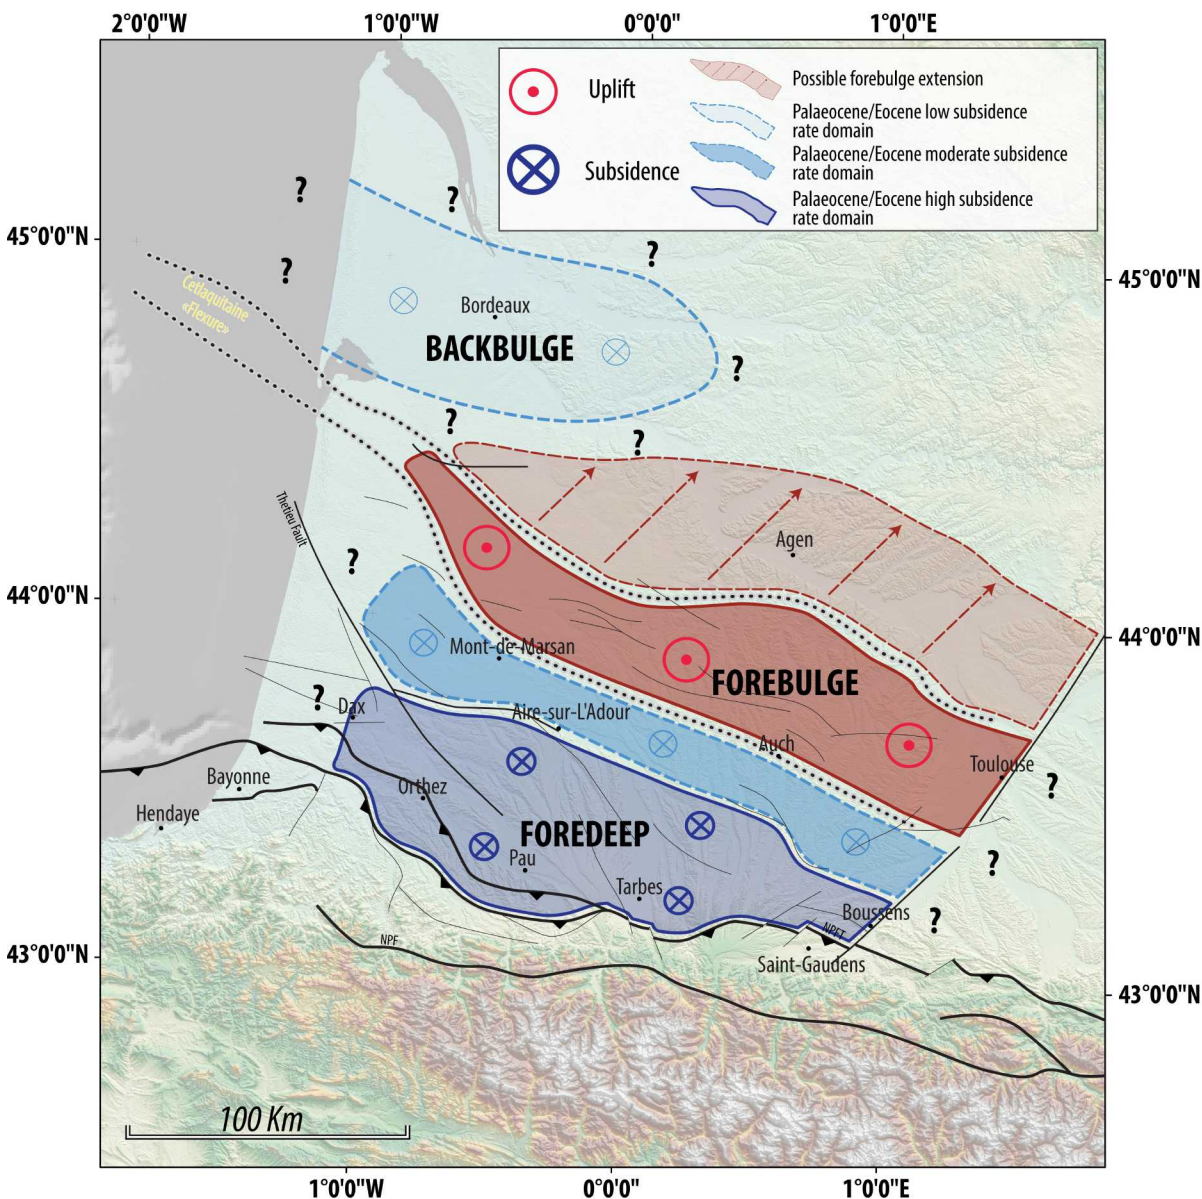 2°0'0"W 1°0'0"W 0°0'0" 1°0'0"E
Uplift
Subsidence
Possible forebulge extension
Palaeocene/Eocene low subsidence
rate domain
Palaeocene/Eocene moderate subsidence
rate domain
Palaeocene/Eocene high subsidence
rate domain
? ?
45°0'0"N
? ?
45°0'0"N
Cetlaquitaine
«Flexure»
Bordeaux
BACKBULGE
?
? ?
Thetieu Fault
Agen
?
44°0'0"N
44°0'0"N
Mont-de-Marsan
FOREBULGE
?
Dax
Aire-sur-L'Adour
Auch
Toulouse
Bayonne
Orthez
?
Hendaye
FOREDEEP
Pau
?
Tarbes
Boussens
?
NPFT
NPF
43°0'0"N
Saint-Gaudens
43°0'0"N
100 Km
1°0'0"W 0°0'0" 1°0'0"E